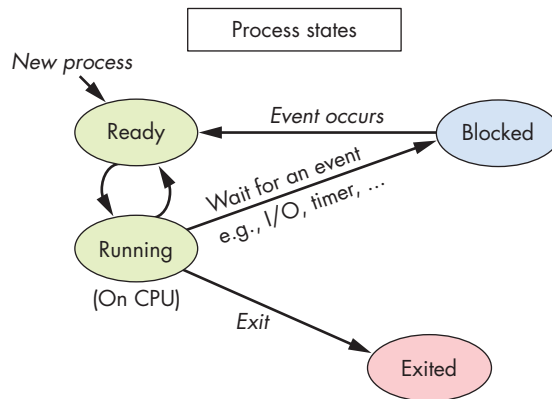 Process states
New process
Ready
Event occurs
Blocked
Wait for an event
e.g., I/O, timer, ...
Running
(On CPU)
Exit
Exited